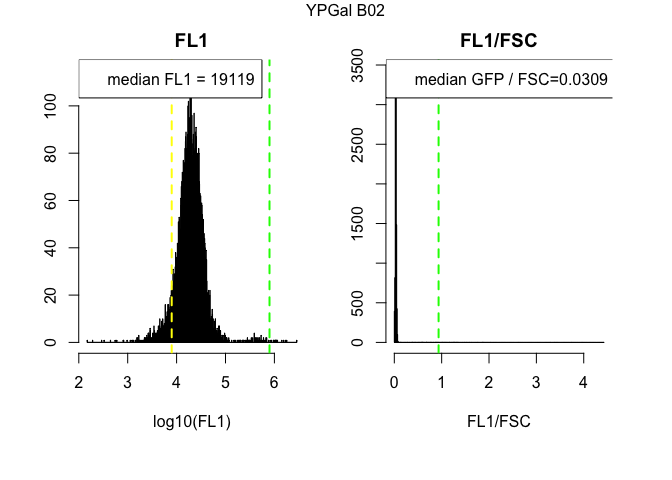 YPGal B02
FL1
median FL1 = 19119
0 20 40 60 80 100
2 3 4 5 6
log10(FL1)
FL1/FSC
median GFP / FSC=0.0309
0 500 1500 2500 3500
0 1 2 3 4
FL1/FSC